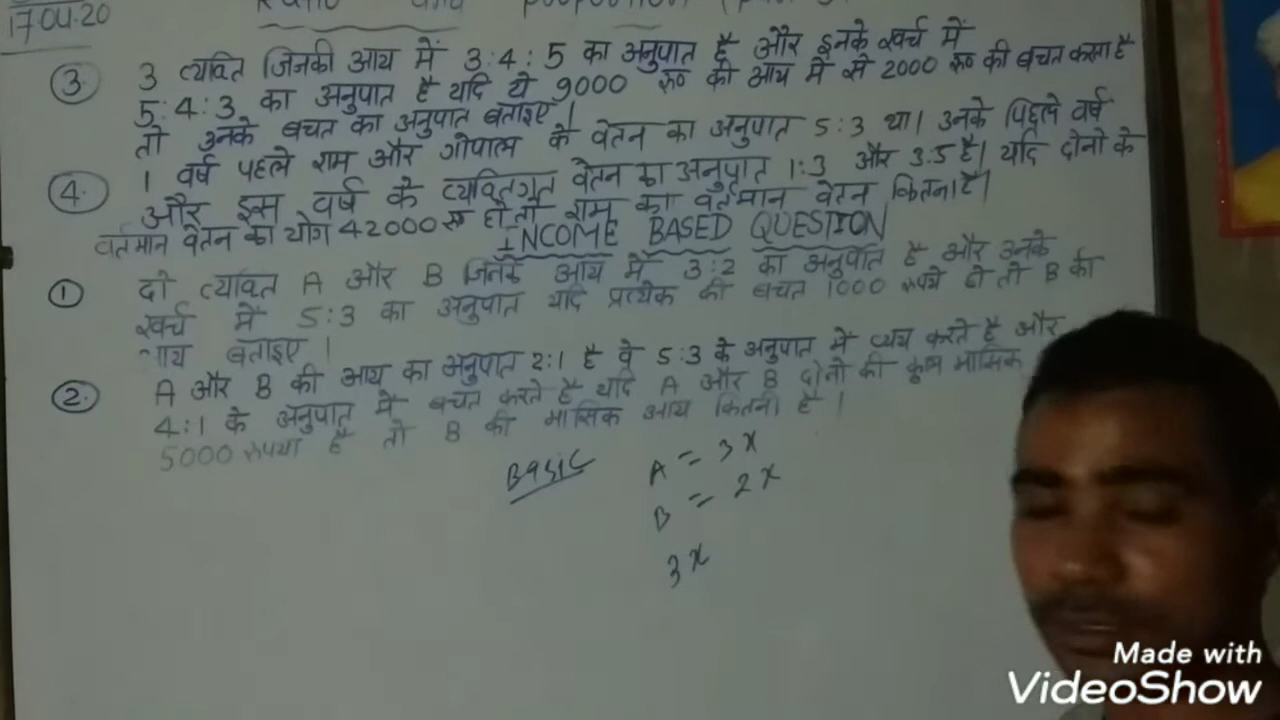 17.04.20
(3.) 3 व्यक्ति जिनकी आय में 3:4:5 का अनुपात है और इनके खर्च में
5:4:3 का अनुपात है यदि ये 9000 रू० की आय में से 2000 रू० की बचत करता है
तो उनके बचत का अनुपात बताइए।
(4.) 1 वर्ष पहले राम और गोपाल के वेतन का अनुपात 5:3 था। उनके पिछले वर्ष
और इस वर्ष के व्यक्तिगत वेतन का अनुपात 1:3 और 3:5 है। यदि दोनो के
वर्तमान वेतन का योग 42000 रू हो तो राम का वर्तमान वेतन कितना है।
INCOME BASED QUESTION
(1) दो व्यक्ति A और B जिनके आय में 3:2 का अनुपात है और उनके
खर्च में 5:3 का अनुपात यदि प्रत्येक की बचत 1000 रूपये हो तो B की
आय बताइए।
(2.) A और B की आय का अनुपात 2:1 है वे 5:3 के अनुपात में व्यय करते है और
4:1 के अनुपात में बचत करते है यदि A और B दोनो की कुल मासिक
5000 रूपया है तो B की मासिक आय कितनी है।
BASIC
A = 3x
B = 2x
3x
Made with
VideoShow